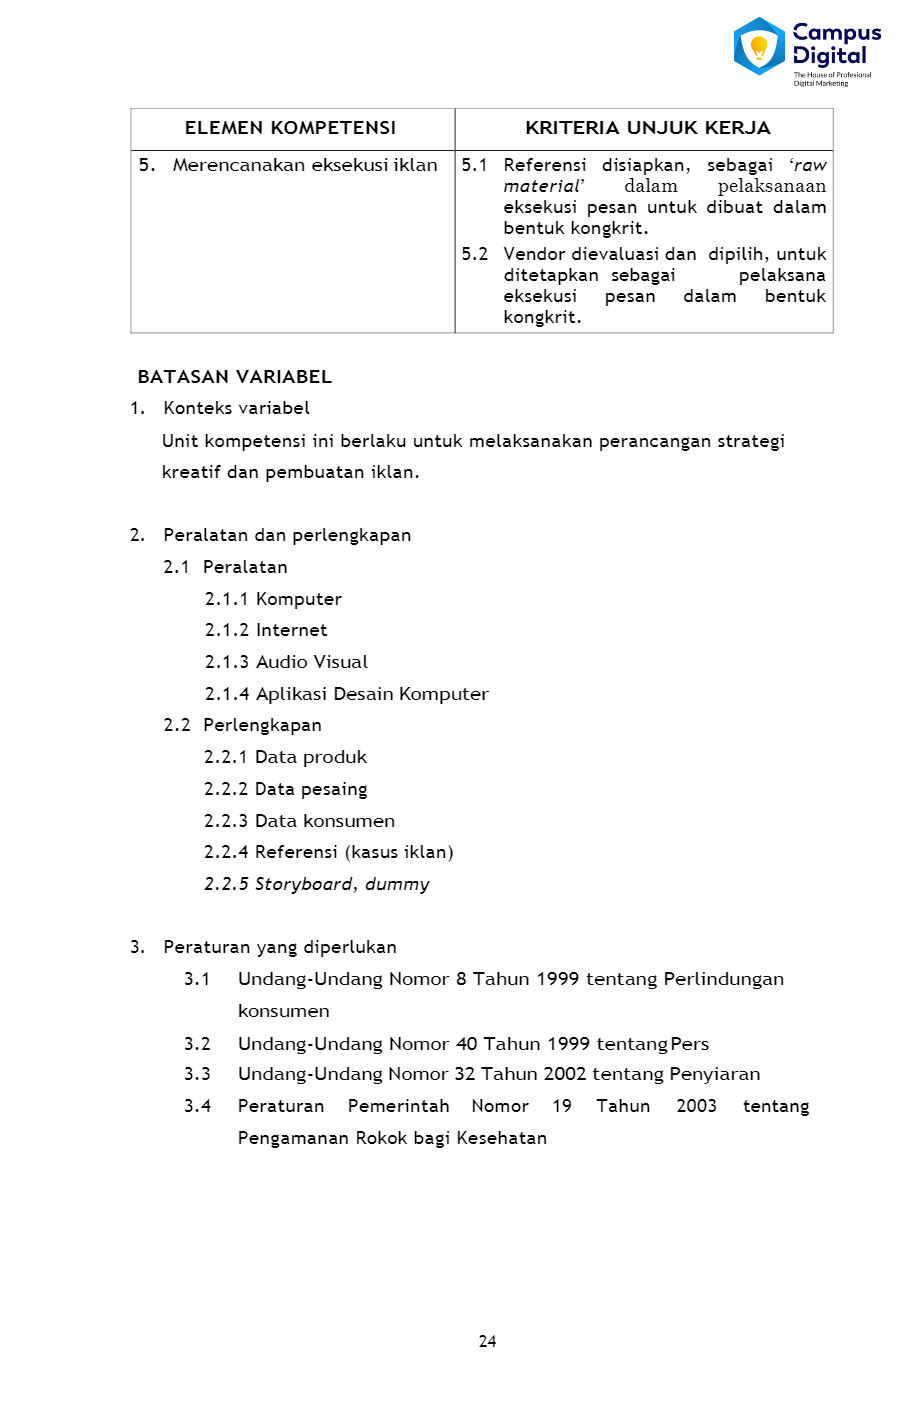 Campus
Digital
The House of Profesional
Digital Marketing
ELEMEN KOMPETENSI
KRITERIA UNJUK KERJA
5. Merencanakan eksekusi iklan
5.1 Referensi disiapkan, sebagai ‘raw
material’ dalam pelaksanaan
eksekusi pesan untuk dibuat dalam
bentuk kongkrit.
5.2 Vendor dievaluasi dan dipilih, untuk
ditetapkan sebagai pelaksana
eksekusi pesan dalam bentuk
kongkrit.
BATASAN VARIABEL
1. Konteks variabel
Unit kompetensi ini berlaku untuk melaksanakan perancangan strategi
kreatif dan pembuatan iklan.
2. Peralatan dan perlengkapan
2.1 Peralatan
2.1.1 Komputer
2.1.2 Internet
2.1.3 Audio Visual
2.1.4 Aplikasi Desain Komputer
2.2 Perlengkapan
2.2.1 Data produk
2.2.2 Data pesaing
2.2.3 Data konsumen
2.2.4 Referensi (kasus iklan)
2.2.5 Storyboard, dummy
3. Peraturan yang diperlukan
3.1 Undang-Undang Nomor 8 Tahun 1999 tentang Perlindungan
konsumen
3.2 Undang-Undang Nomor 40 Tahun 1999 tentang Pers
3.3 Undang-Undang Nomor 32 Tahun 2002 tentang Penyiaran
3.4 Peraturan Pemerintah Nomor 19 Tahun 2003 tentang
Pengamanan Rokok bagi Kesehatan
24